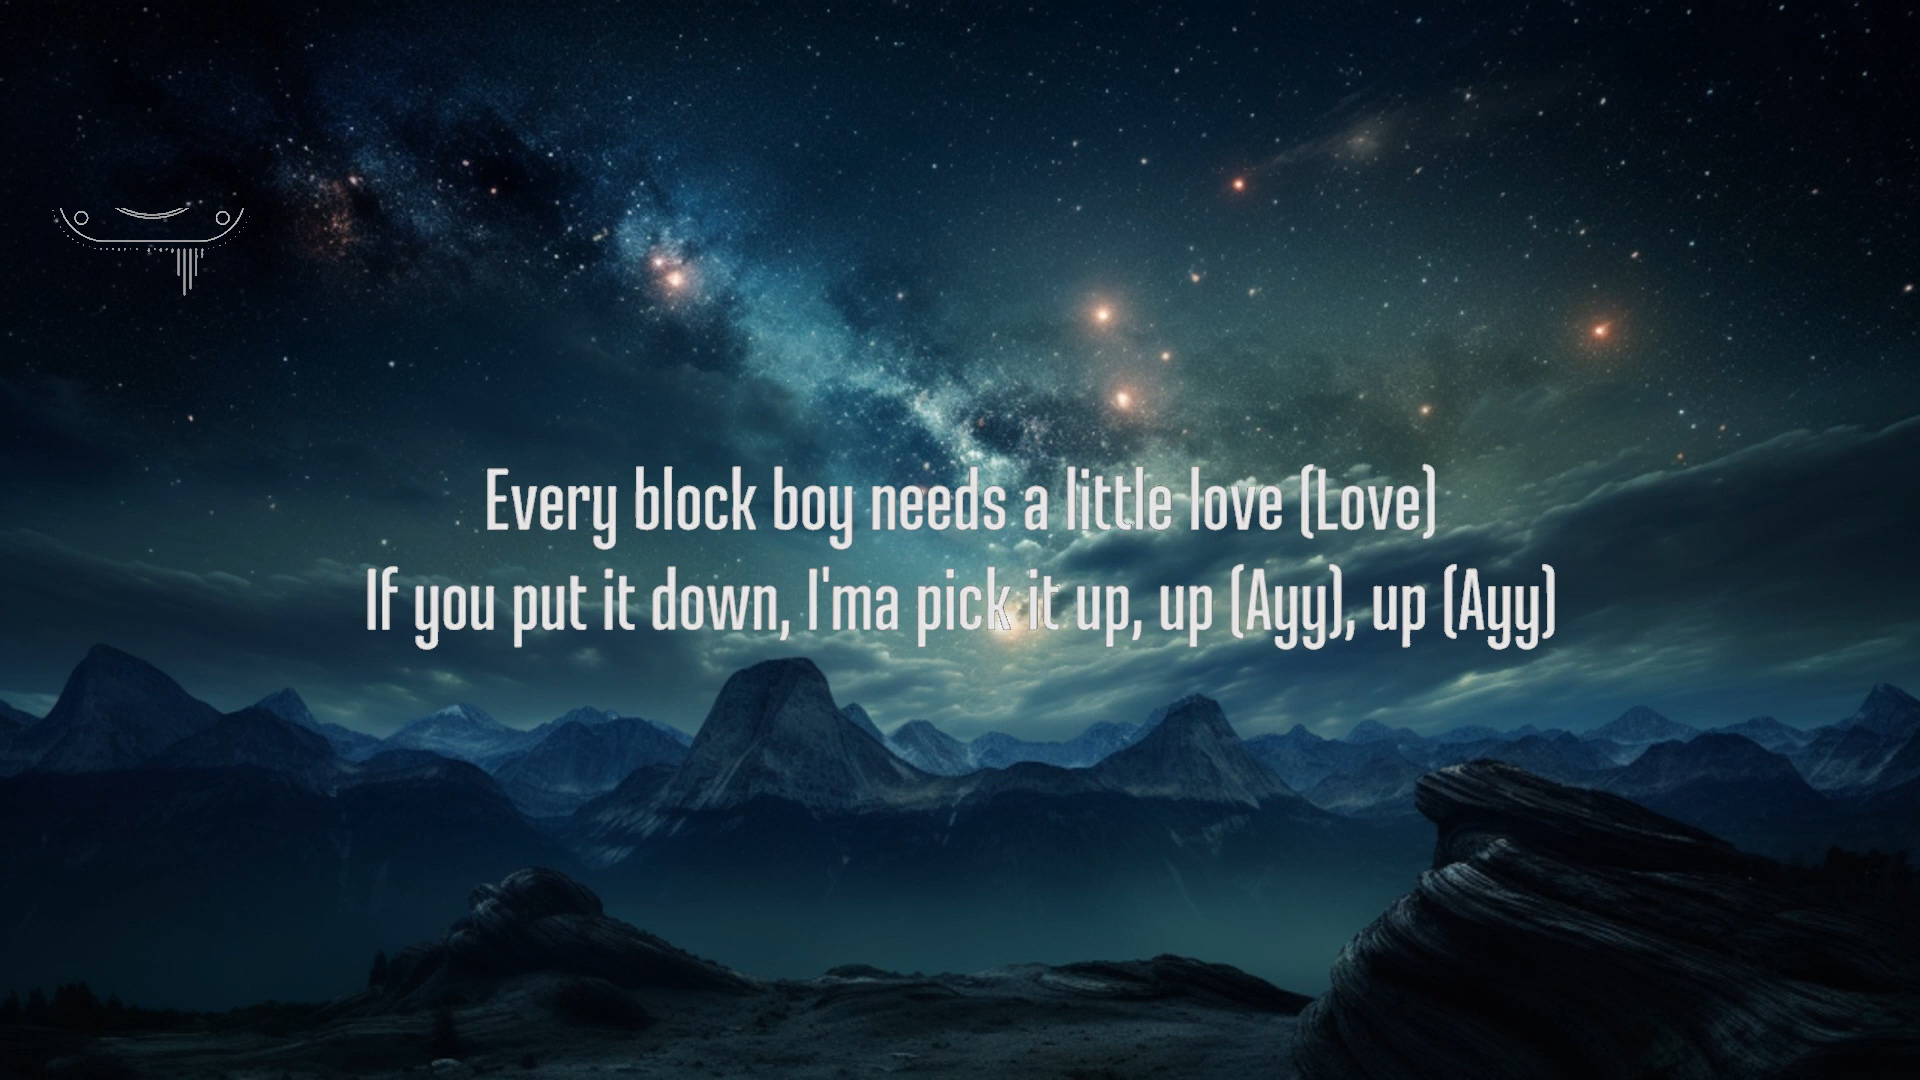 Every block boy needs a little love (Love)
If you put it down, I'ma pick it up, up (Ayy), up (Ayy)